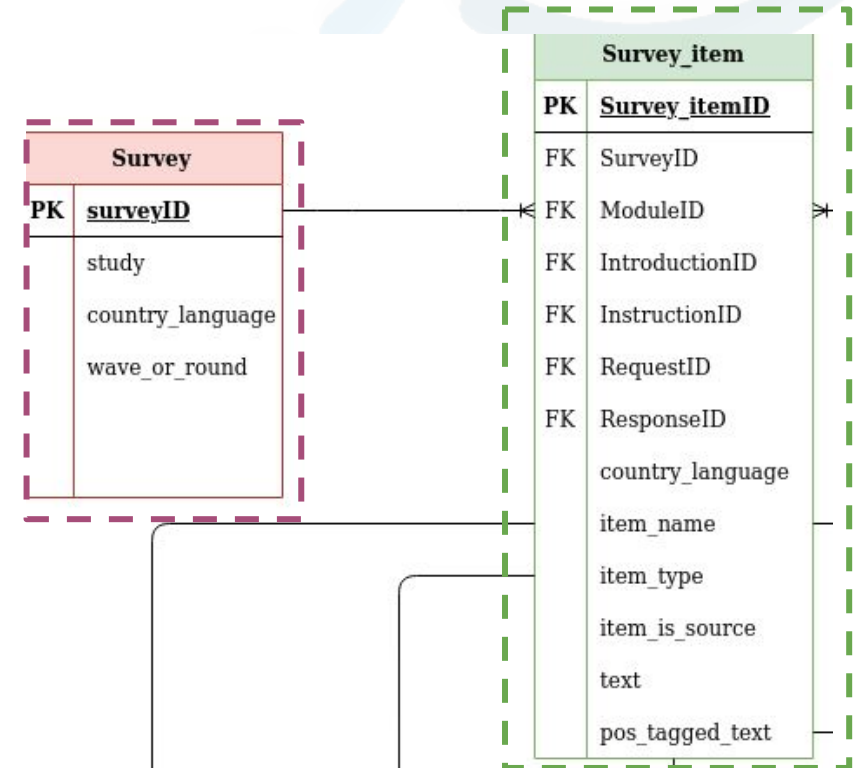 Survey
PK surveyID
study
country_language
wave_or_round
Survey_item
PK Survey_itemID
FK SurveyID
FK ModuleID
FK IntroductionID
FK InstructionID
FK RequestID
FK ResponseID
country_language
item_name
item_type
item_is_source
text
pos_tagged_text